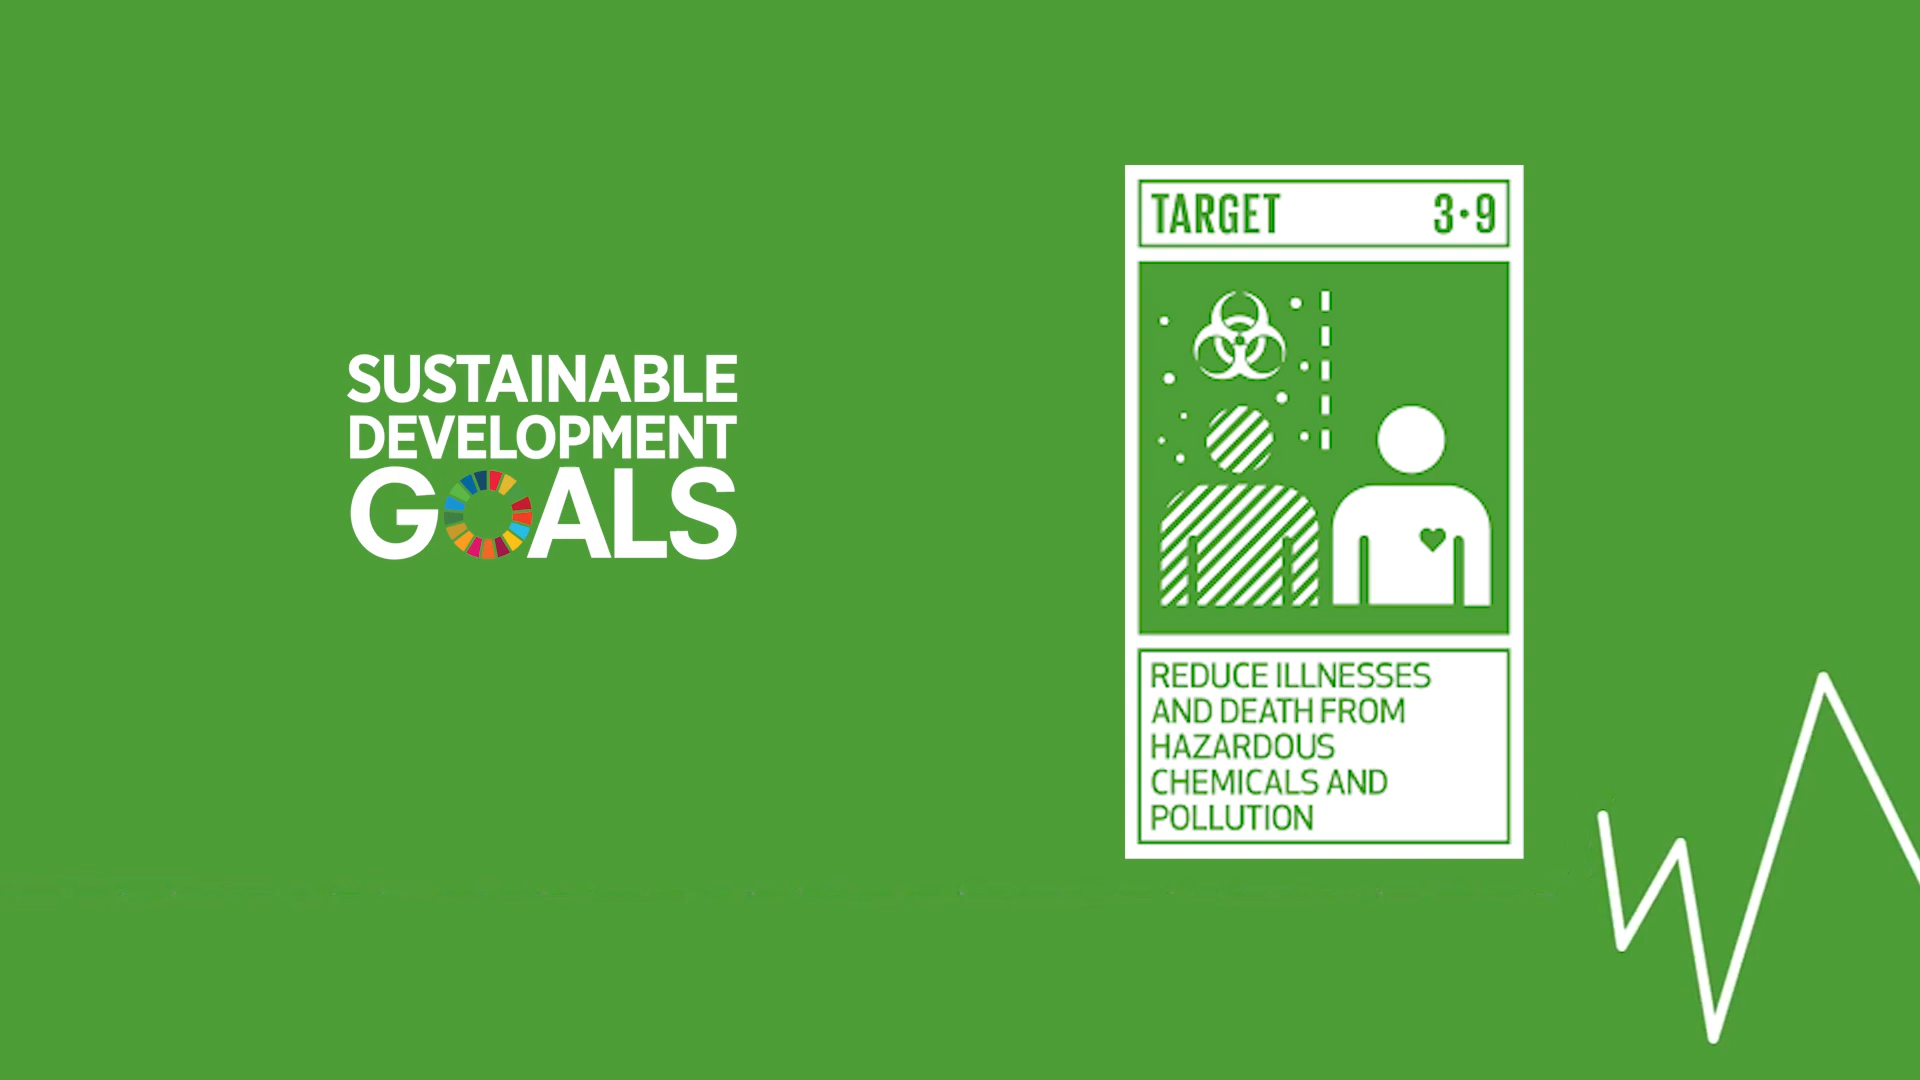 SUSTAINABLE
DEVELOPMENT
GOALS
TARGET 3·9
REDUCE ILLNESSES
AND DEATH FROM
HAZARDOUS
CHEMICALS AND
POLLUTION